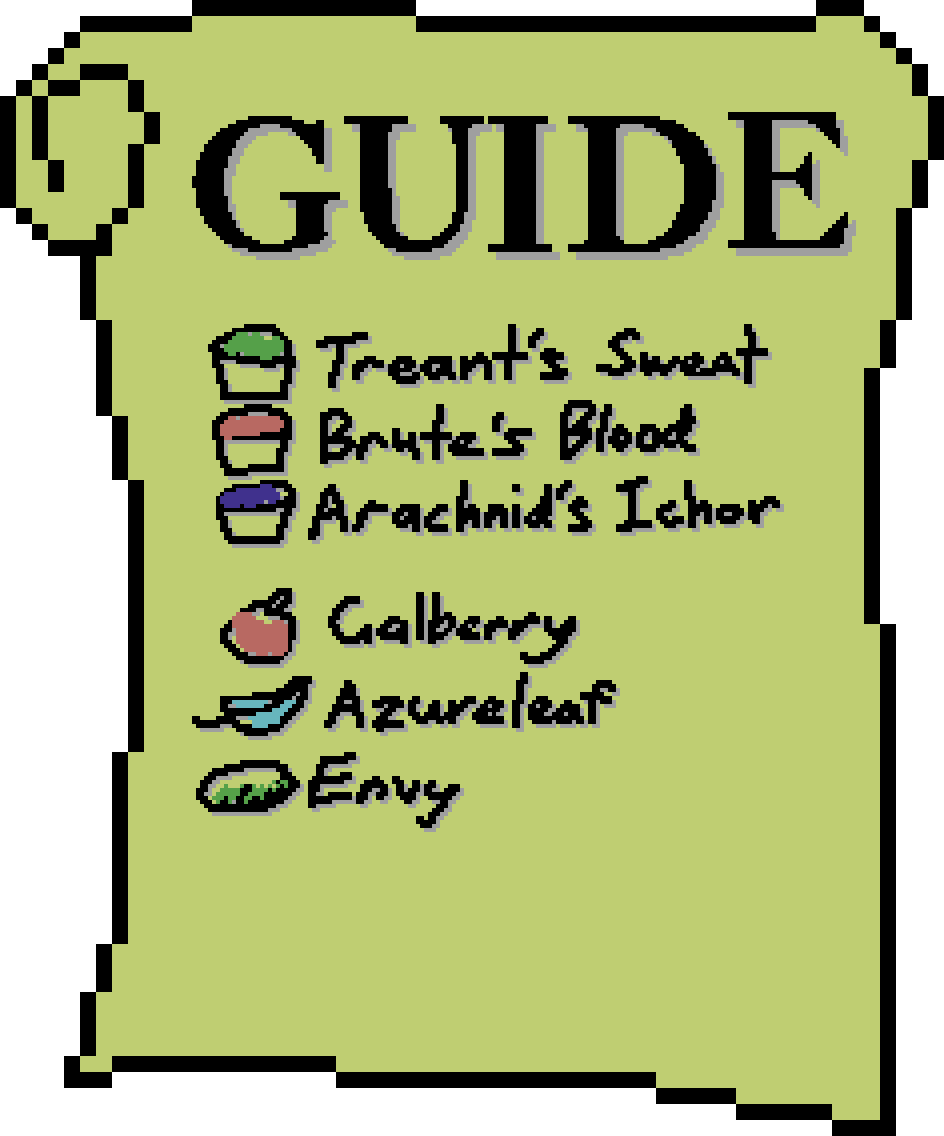 GUIDE
Treant's Sweat
Brute's Blood
Arachnid's Ichor
Galberry
Azureleaf
Envy